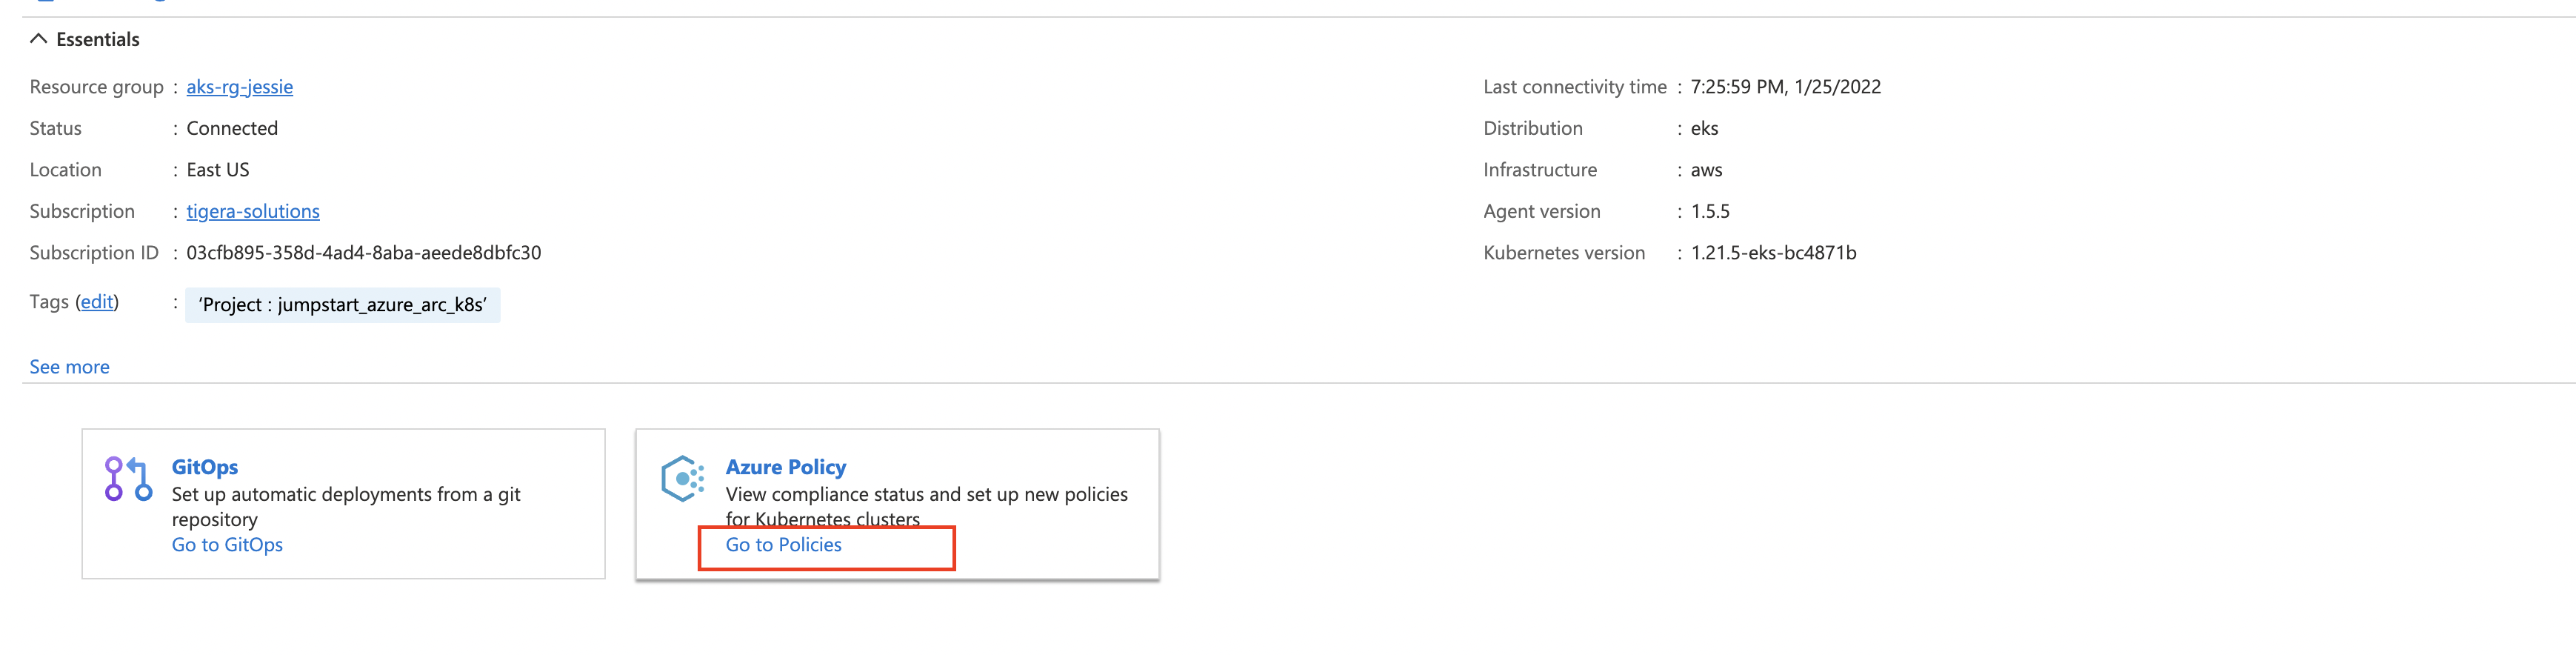 Essentials
Resource group : aks-rg-jessie
Status : Connected
Location : East US
Subscription : tigera-solutions
Subscription ID : 03cfb895-358d-4ad4-8aba-aeede8dbfc30
Tags (edit) : ‘Project : jumpstart_azure_arc_k8s’
See more
Last connectivity time : 7:25:59 PM, 1/25/2022
Distribution : eks
Infrastructure : aws
Agent version : 1.5.5
Kubernetes version : 1.21.5-eks-bc4871b
GitOps
Set up automatic deployments from a git
repository
Go to GitOps
Azure Policy
View compliance status and set up new policies
for Kubernetes clusters
Go to Policies